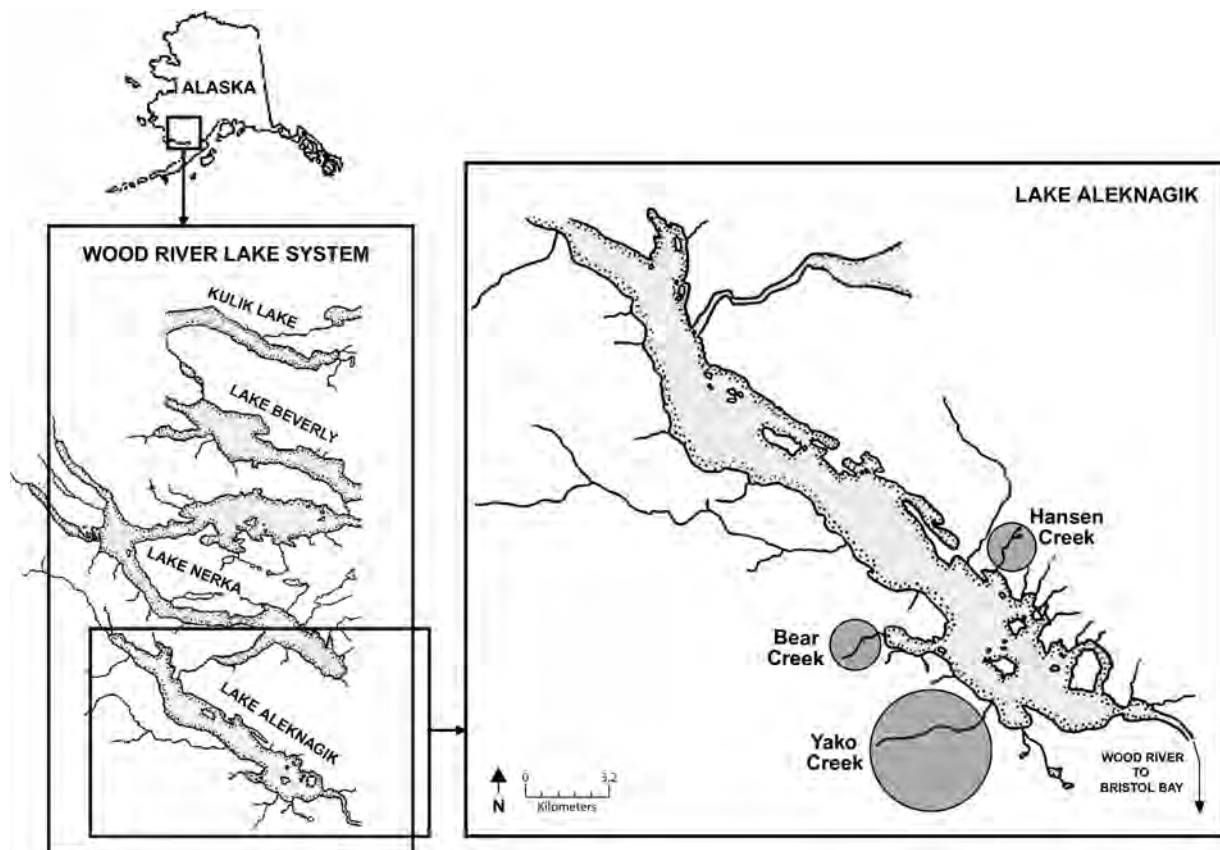 ALASKA
WOOD RIVER LAKE SYSTEM
KULIK LAKE
LAKE BEVERLY
LAKE NERKA
LAKE ALEKNAGIK
LAKE ALEKNAGIK
Hansen
Creek
Bear
Creek
Yako
Creek
0 3.2
Kilometers
N
WOOD RIVER
TO
BRISTOL BAY